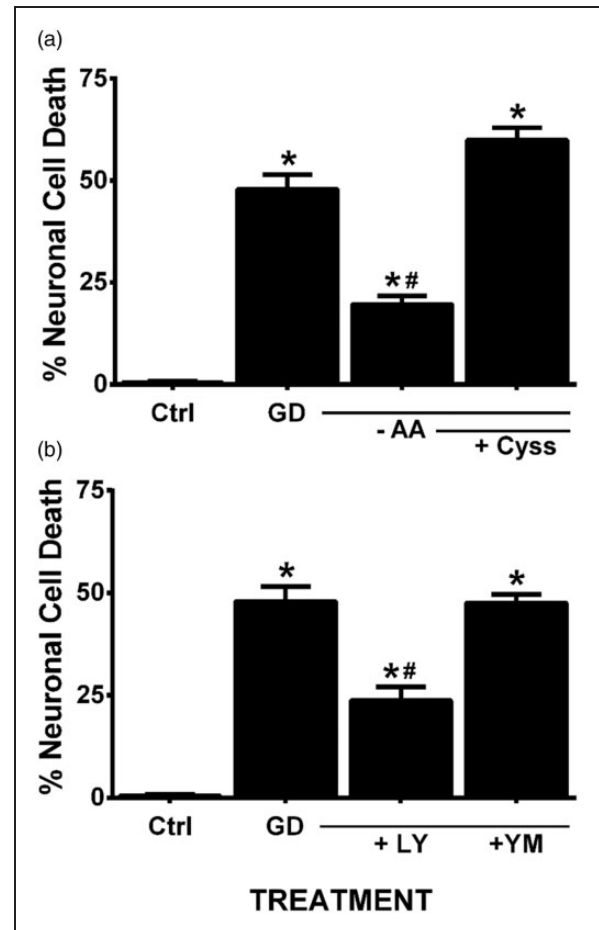 (a)
% Neuronal Cell Death
75
50
25
0
*
*#
*
Ctrl
GD
- AA
+ Cyss
(b)
% Neuronal Cell Death
75
50
25
0
*
*#
*
Ctrl
GD
+ LY
+YM
TREATMENT